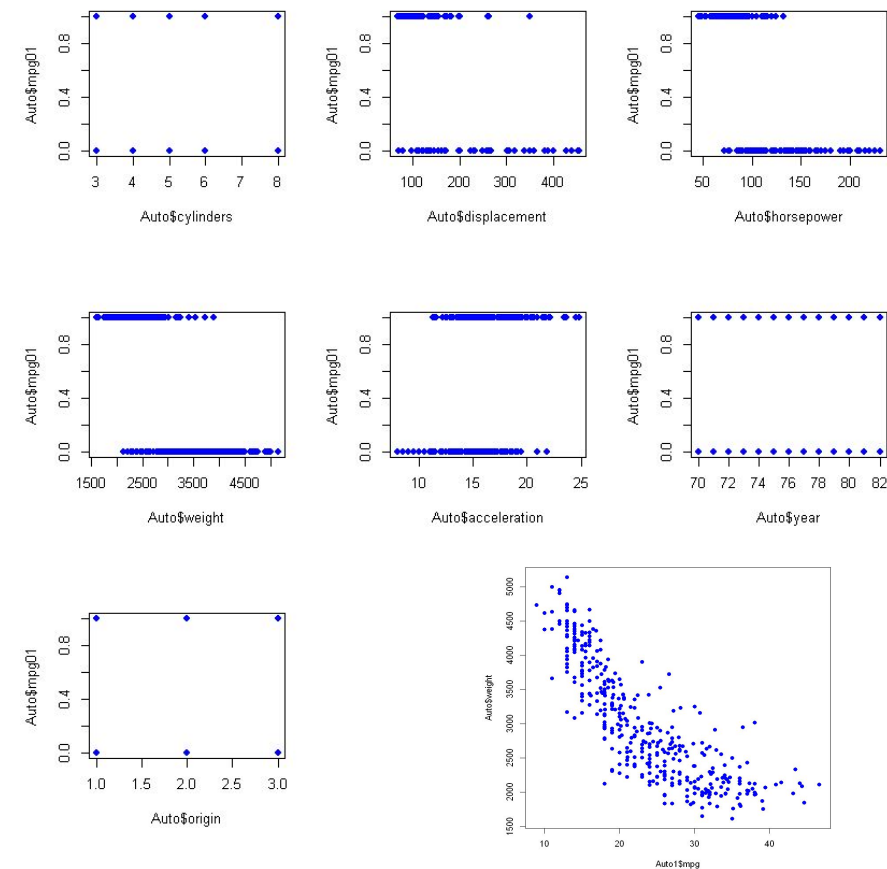 Auto$mpg01
0.0 0.4 0.8
3 4 5 6 7 8
Auto$cylinders
Auto$mpg01
0.0 0.4 0.8
100 200 300 400
Auto$displacement
Auto$mpg01
0.0 0.4 0.8
50 100 150 200
Auto$horsepower
Auto$mpg01
0.0 0.4 0.8
1500 2500 3500 4500
Auto$weight
Auto$mpg01
0.0 0.4 0.8
10 15 20 25
Auto$acceleration
Auto$mpg01
0.0 0.4 0.8
70 72 74 76 78 80 82
Auto$year
Auto$mpg01
0.0 0.4 0.8
1.0 1.5 2.0 2.5 3.0
Auto$origin
Auto$weight
1500 2000 2500 3000 3500 4000 4500 5000
10 20 30 40
Auto1$mpg